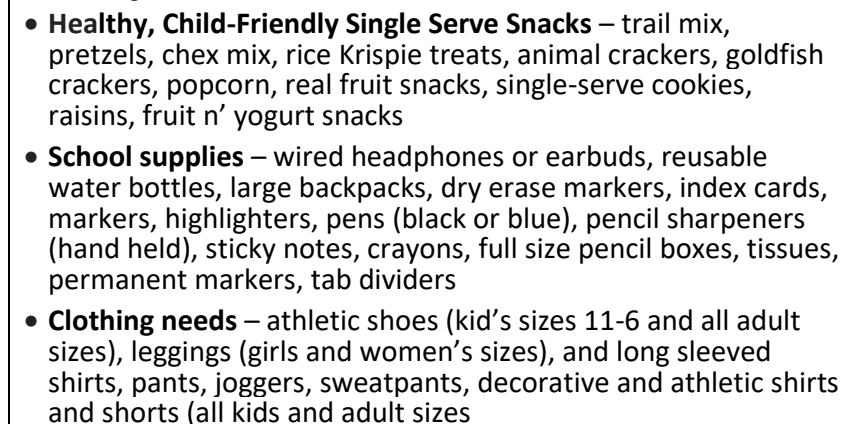 • Healthy, Child-Friendly Single Serve Snacks – trail mix,
pretzels, chex mix, rice Krispie treats, animal crackers, goldfish
crackers, popcorn, real fruit snacks, single-serve cookies,
raisins, fruit n’ yogurt snacks
• School supplies – wired headphones or earbuds, reusable
water bottles, large backpacks, dry erase markers, index cards,
markers, highlighters, pens (black or blue), pencil sharpeners
(hand held), sticky notes, crayons, full size pencil boxes, tissues,
permanent markers, tab dividers
• Clothing needs – athletic shoes (kid’s sizes 11-6 and all adult
sizes), leggings (girls and women’s sizes), and long sleeved
shirts, pants, joggers, sweatpants, decorative and athletic shirts
and shorts (all kids and adult sizes